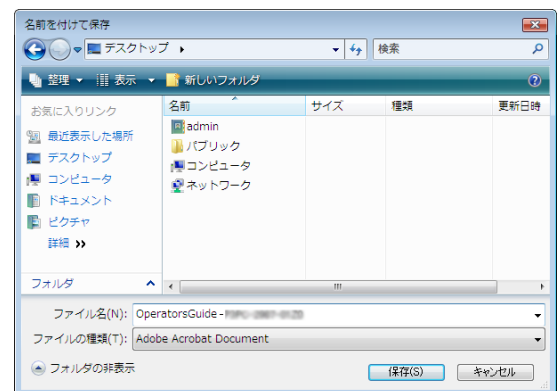 名前を付けて保存
デスクトップ
検索
整理 表示 新しいフォルダ
お気に入りリンク
最近表示した場所
デスクトップ
コンピュータ
ドキュメント
ピクチャ
詳細 >>
フォルダ
名前 サイズ 種類 更新日時
admin
パブリック
コンピュータ
ネットワーク
ファイル名(N): OperatorsGuide -
ファイルの種類(T): Adobe Acrobat Document
フォルダの非表示
保存(S) キャンセル